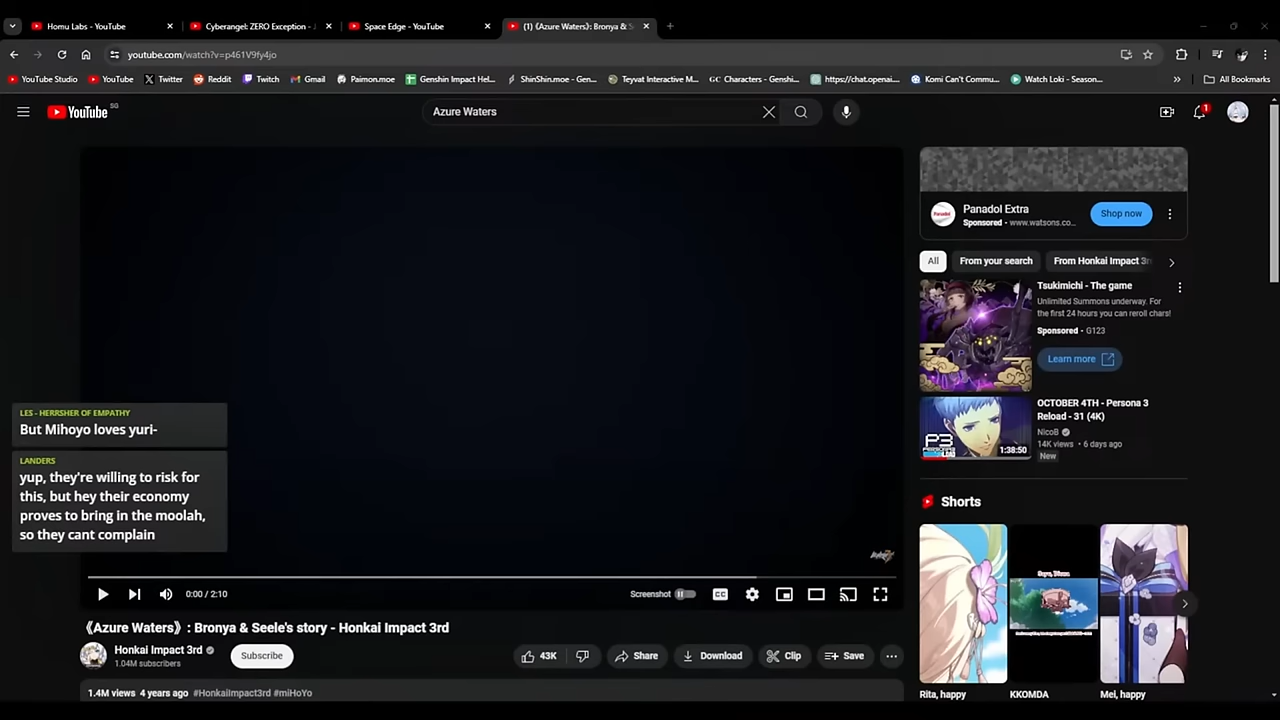 Homu Labs - YouTube
Cyberangel: ZERO Exception -
Space Edge - YouTube
(1)《Azure Waters》: Bronya & S
youtube.com/watch?v=p461V9fy4jo
YouTube Studio
YouTube
Twitter
Reddit
Twitch
Gmail
Paimon.moe
Genshin Impact Hel...
ShinShin.moe - Gen...
Teyvat Interactive M...
GC Characters - Gensh...
https://chat.openai...
Komi Can't Commu...
Watch Loki - Season...
All Bookmarks
YouTube SG
Azure Waters
1
Panadol
Panadol Extra
Sponsored - www.watsons.co...
Shop now
All
From your search
From Honkai Impact 3r
Tsukimichi - The game
Unlimited Summons underway. For
the first 24 hours you can reroll chars!
Sponsored - G123
Learn more
OCTOBER 4TH - Persona 3
Reload - 31 (4K)
NicoB
14K views • 6 days ago
New
P3
1:38:50
LES - HERRSHER OF EMPATHY
But Mihoyo loves yuri-
LANDERS
yup, they're willing to risk for
this, but hey their economy
proves to bring in the moolah,
so they cant complain
Shorts
0:00 / 2:10
Screenshot
CC
《Azure Waters》: Bronya & Seele's story - Honkai Impact 3rd
Honkai Impact 3rd
1.04M subscribers
Subscribe
43K
Share
Download
Clip
Save
1.4M views 4 years ago #HonkaiImpact3rd #miHoYo
Rita, happy
KKOMDA
Mei, happy